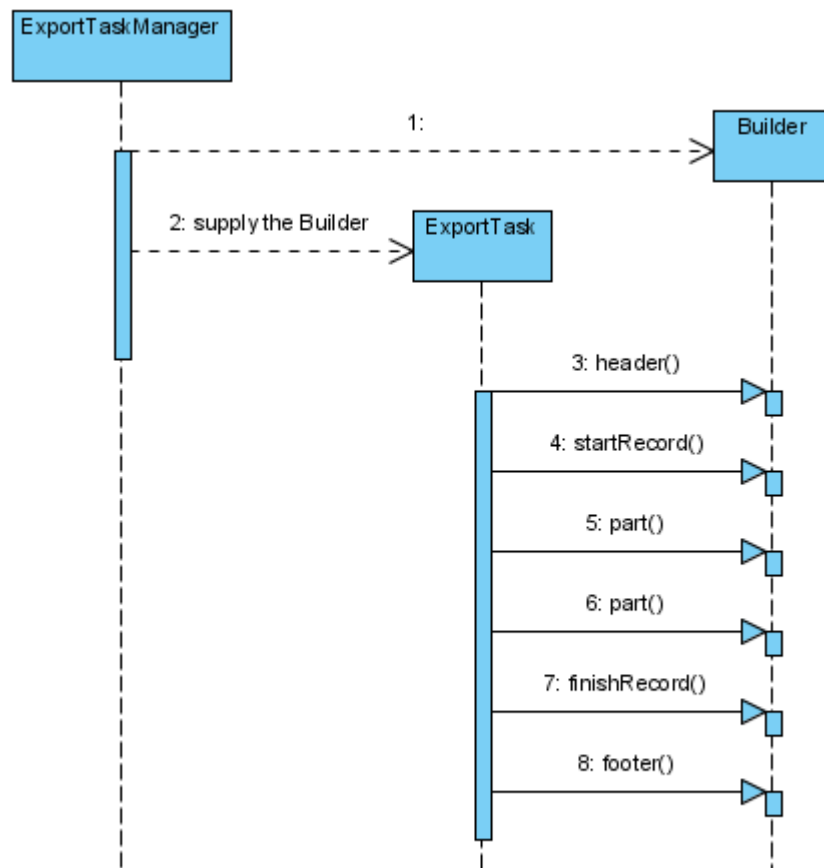 ExportTaskManager
1:
Builder
2: supply the Builder
ExportTask
3: header()
4: startRecord()
5: part()
6: part()
7: finishRecord()
8: footer()